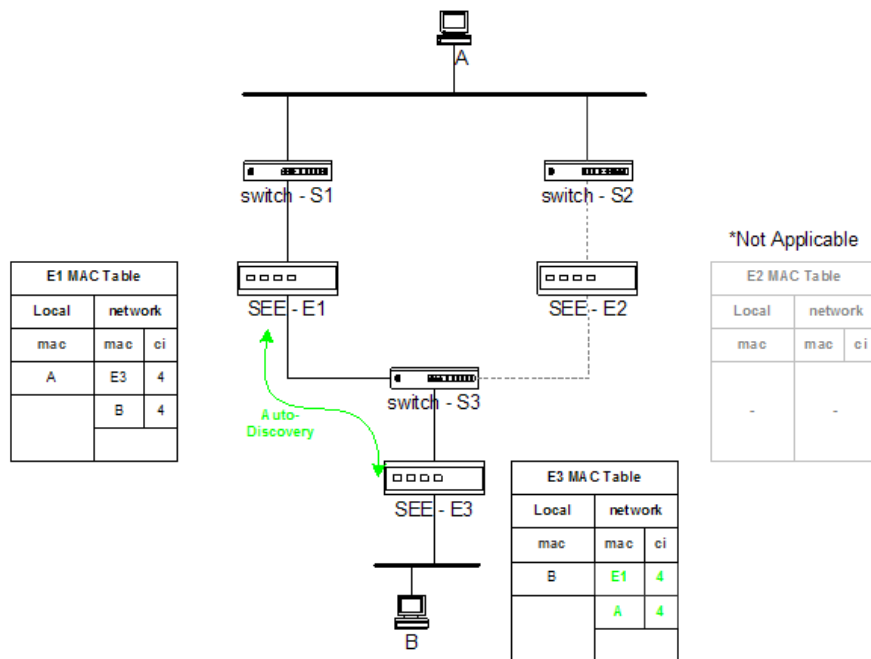 A
switch - S1
switch - S2
*Not Applicable
E1 MAC Table
Local network
mac mac ci
A E3 4
B 4
SEE - E1
SEE - E2
E2 MAC Table
Local network
mac mac ci
- -
switch - S3
Auto-
Discovery
SEE - E3
E3 MAC Table
Local network
mac mac ci
B E1 4
A 4
B